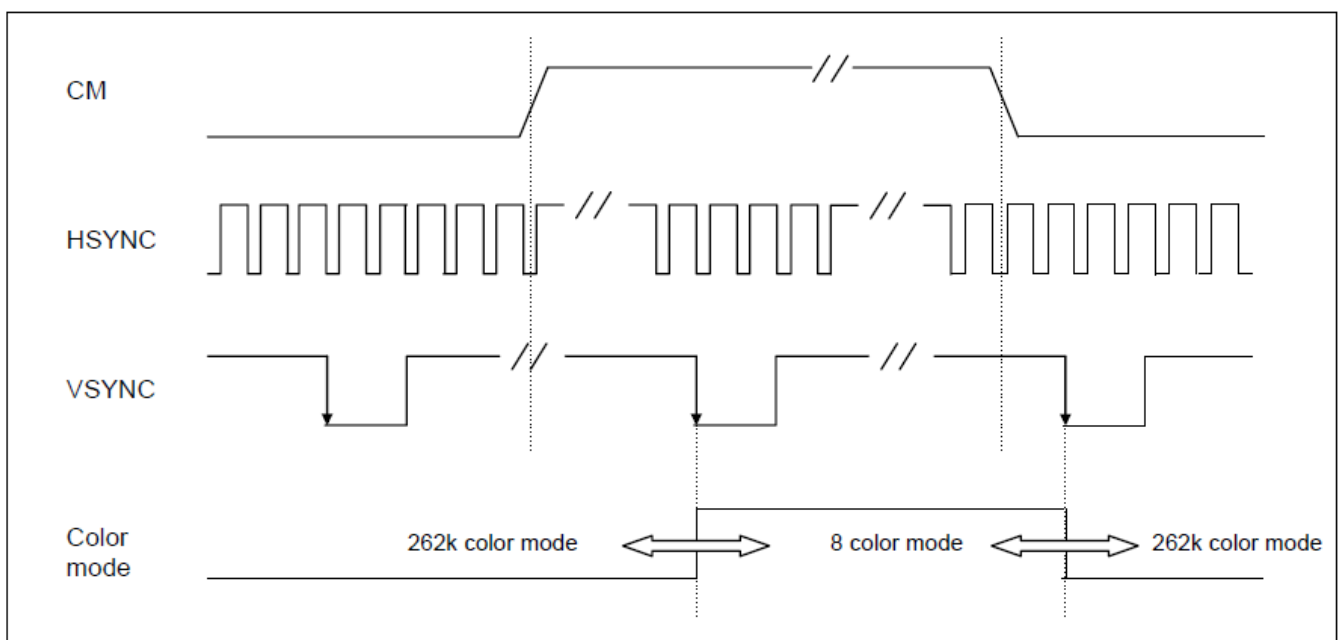 CM
HSYNC
VSYNC
Color
mode
262k color mode
8 color mode
262k color mode